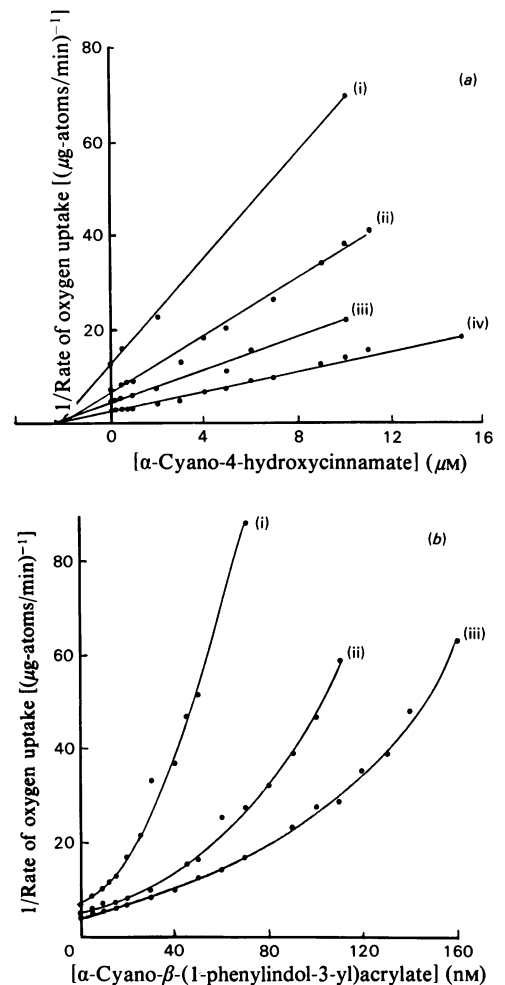 80
(a)
(i)
60
(ii)
40
(iii)
20
(iv)
1/Rate of oxygen uptake [(μg-atoms/min)⁻¹]
0 4 8 12 16
[α-Cyano-4-hydroxycinnamate] (μM)
(i)
(b)
80
(iii)
60
(ii)
40
20
1/Rate of oxygen uptake [(μg-atoms/min)⁻¹]
0 40 80 120 160
[α-Cyano-β-(1-phenylindol-3-yl)acrylate] (nM)